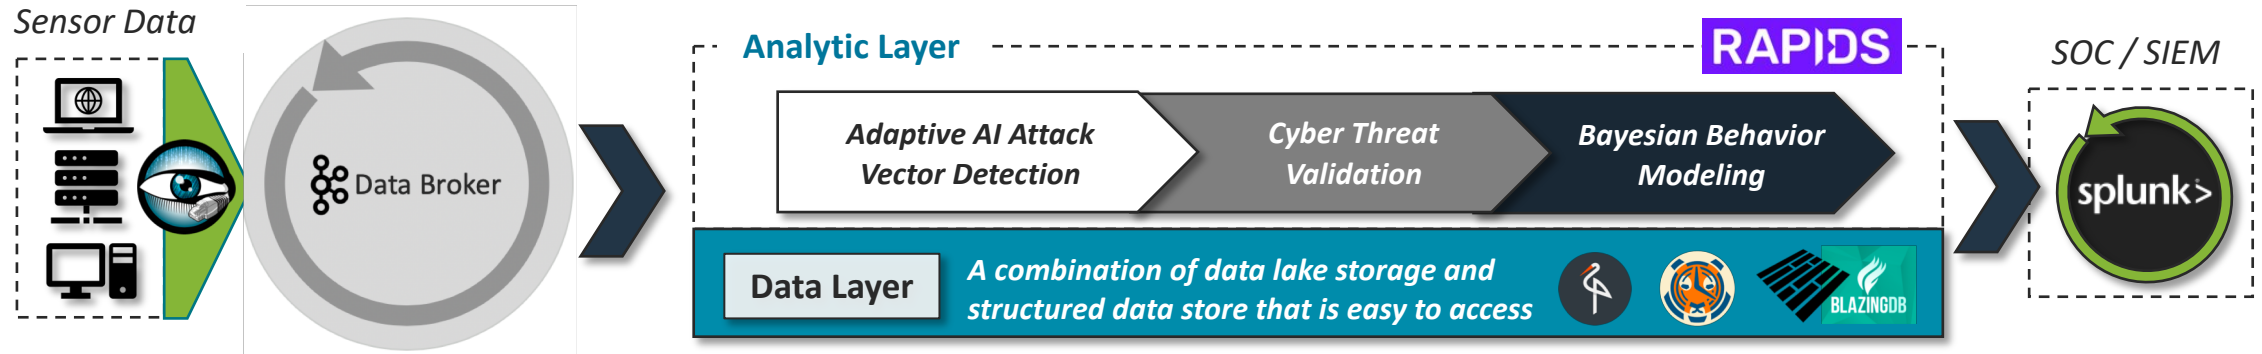 Sensor Data
Data Broker
Analytic Layer
RAPIDS
Adaptive AI Attack
Vector Detection
Cyber Threat
Validation
Bayesian Behavior
Modeling
Data Layer
A combination of data lake storage and
structured data store that is easy to access
BLAZINGDB
SOC / SIEM
splunk>